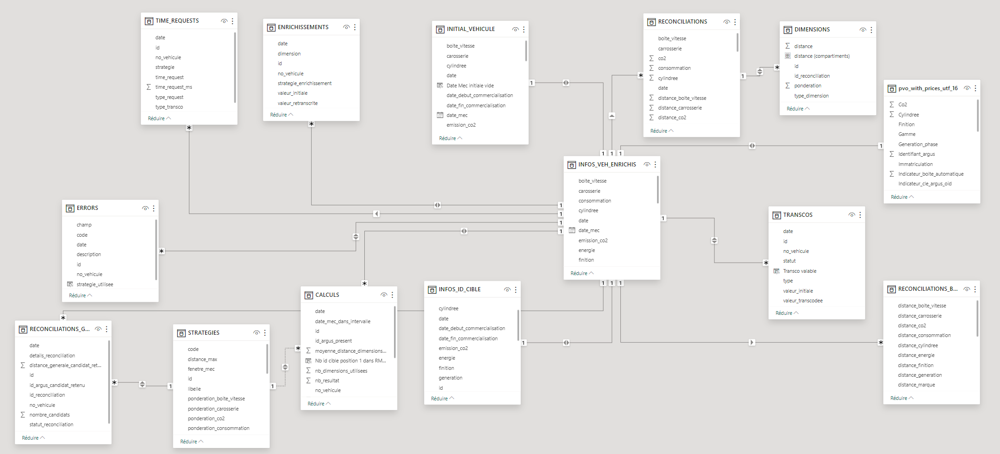 TIME_REQUESTS
date
id
no_vehicule
strategie
time_request
time_request_ms
type_request
type_transco
Réduire
ENRICHISSEMENTS
date
dimension
id
no_vehicule
strategie_enrichissement
valeur_initiale
valeur_retranscrite
Réduire
INITIAL_VEHICULE
boite_vitesse
carosserie
cylindree
date
Date Mec initiale vide
date_debut_commercialisation
date_fin_commercialisation
date_mec
emission_co2
Réduire
RECONCILIATIONS
boite_vitesse
carrosserie
co2
consommation
cylindree
date
distance_boite_vitesse
distance_carrosserie
distance_co2
Réduire
DIMENSIONS
distance
distance (compartiments)
id
id_reconciliation
ponderation
type_dimension
Réduire
pvo_with_prices_utf_16
Co2
Cylindree
Finition
Gamme
Generation_phase
Identifiant_argus
Immatriculation
Indicateur_boite_automatique
Indicateur_cle_argus_oid
Réduire
INFOS_VEH_ENRICHIS
boite_vitesse
carosserie
consommation
cylindree
date
date_mec
emission_co2
energie
finition
Réduire
ERRORS
champ
code
date
description
id
no_vehicule
strategie_utilisee
Réduire
TRANSCOS
date
id
no_vehicule
statut
Transco valable
type
valeur_initiale
valeur_transcodee
Réduire
RECONCILIATIONS_G...
date
details_reconciliation
distance_generale_candidat_ret...
id
id_argus_candidat_retenu
id_reconciliation
no_vehicule
nombre_candidats
statut_reconciliation
Réduire
STRATEGIES
code
distance_max
fenetre_mec
id
libelle
ponderation_boite_vitesse
ponderation_carosserie
ponderation_co2
ponderation_consommation
Réduire
CALCULS
date
date_mec_dans_intervalle
id
id_argus_present
moyenne_distance_dimensions...
Nb id cible position 1 dans RM...
nb_dimensions_utilisees
nb_resultat
no_vehicule
Réduire
INFOS_ID_CIBLE
cylindree
date
date_debut_commercialisation
date_fin_commercialisation
emission_co2
energie
finition
generation
id
Réduire
RECONCILIATIONS_B...
distance_boite_vitesse
distance_carrosserie
distance_co2
distance_consommation
distance_cylindree
distance_energie
distance_finition
distance_generation
distance_marque
Réduire